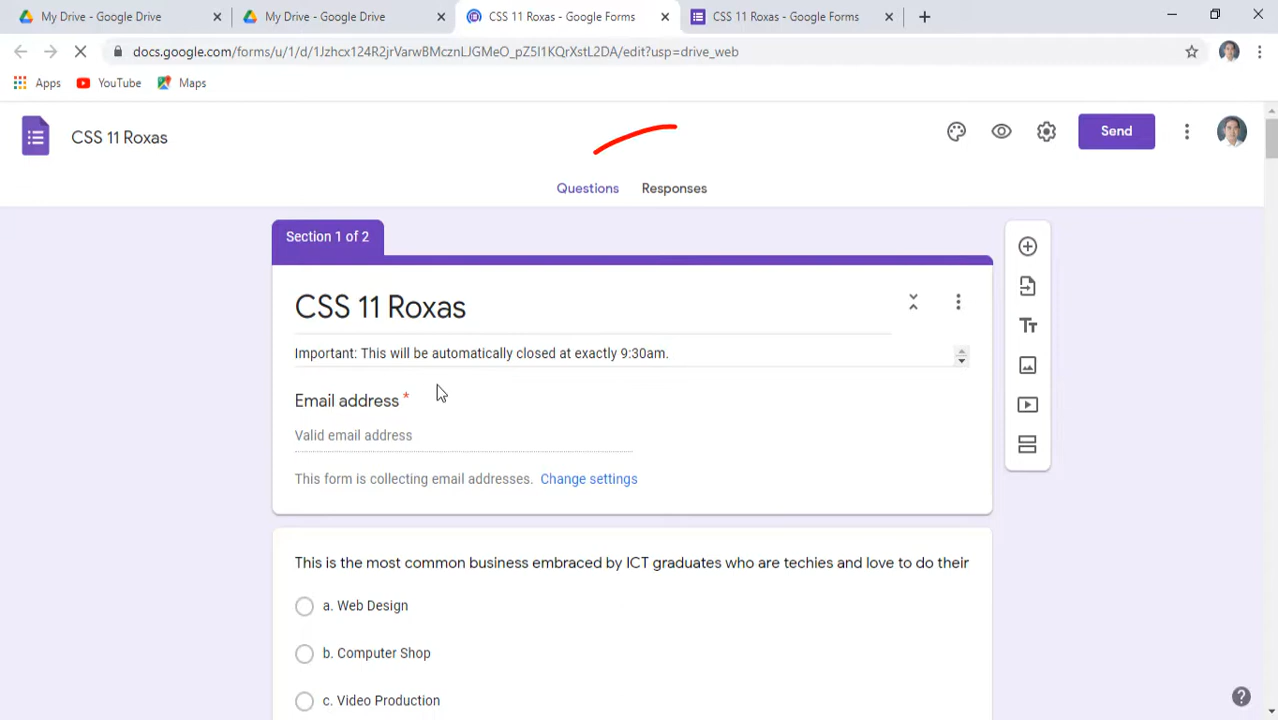 My Drive - Google Drive
My Drive - Google Drive
CSS 11 Roxas - Google Forms
CSS 11 Roxas - Google Forms
docs.google.com/forms/u/1/d/1Jzhcx124R2jrVarwBMcznLJGMeO_pZ5I1KQrXstL2DA/edit?usp=drive_web
Apps
YouTube
Maps
CSS 11 Roxas
Send
Questions
Responses
Section 1 of 2
CSS 11 Roxas
Important: This will be automatically closed at exactly 9:30am.
Email address *
Valid email address
This form is collecting email addresses. Change settings
This is the most common business embraced by ICT graduates who are techies and love to do their
a. Web Design
b. Computer Shop
c. Video Production